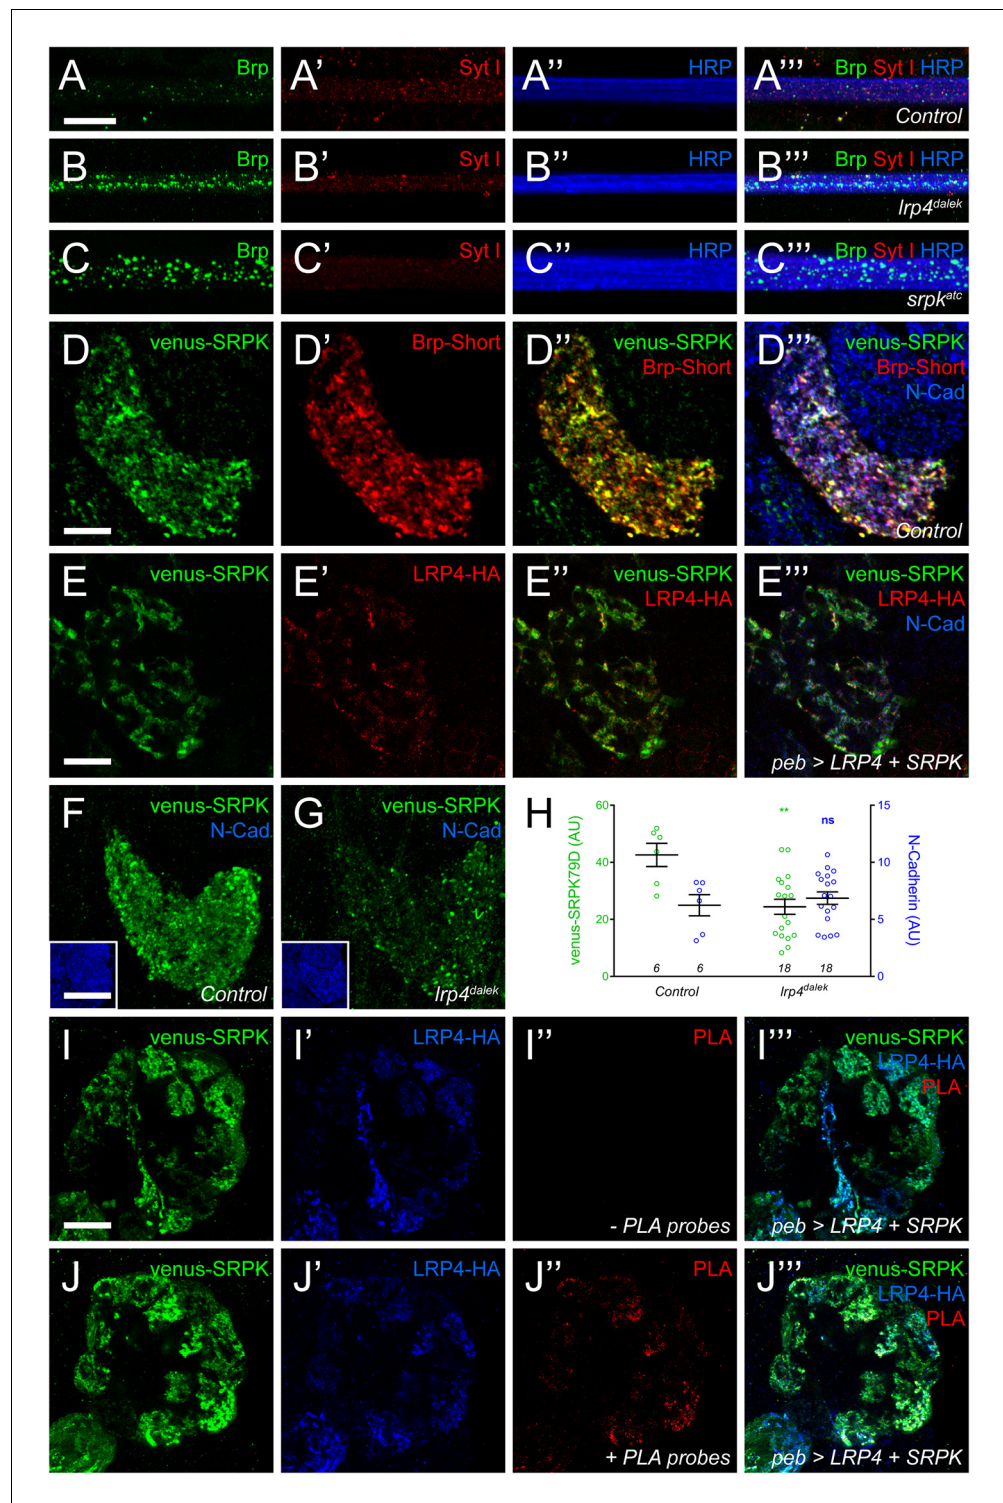 A Brp A' Syt I A'' HRP A''' Brp Syt I HRP
Control
B Brp B' Syt I B'' HRP B''' Brp Syt I HRP
lrp4dalek
C Brp C' Syt I C'' HRP C''' Brp Syt I HRP
srpkatc
D venus-SRPK D' Brp-Short D'' venus-SRPK D''' venus-SRPK
Brp-Short Brp-Short
N-Cad
Control
E venus-SRPK E' LRP4-HA E'' venus-SRPK E''' venus-SRPK
LRP4-HA LRP4-HA
N-Cad
peb > LRP4 + SRPK
F venus-SRPK G venus-SRPK
N-Cad N-Cad
Control lrp4dalek
H
venus-SRPK79D (AU)
60
40
20
0
** ns
15
10
5
0
N-Cadherin (AU)
6 6 18 18
Control lrp4dalek
I venus-SRPK I' LRP4-HA I'' PLA I''' venus-SRPK
LRP4-HA
PLA
- PLA probes peb > LRP4 + SRPK
J venus-SRPK J' LRP4-HA J'' PLA J''' venus-SRPK
LRP4-HA
PLA
+ PLA probes peb > LRP4 + SRPK